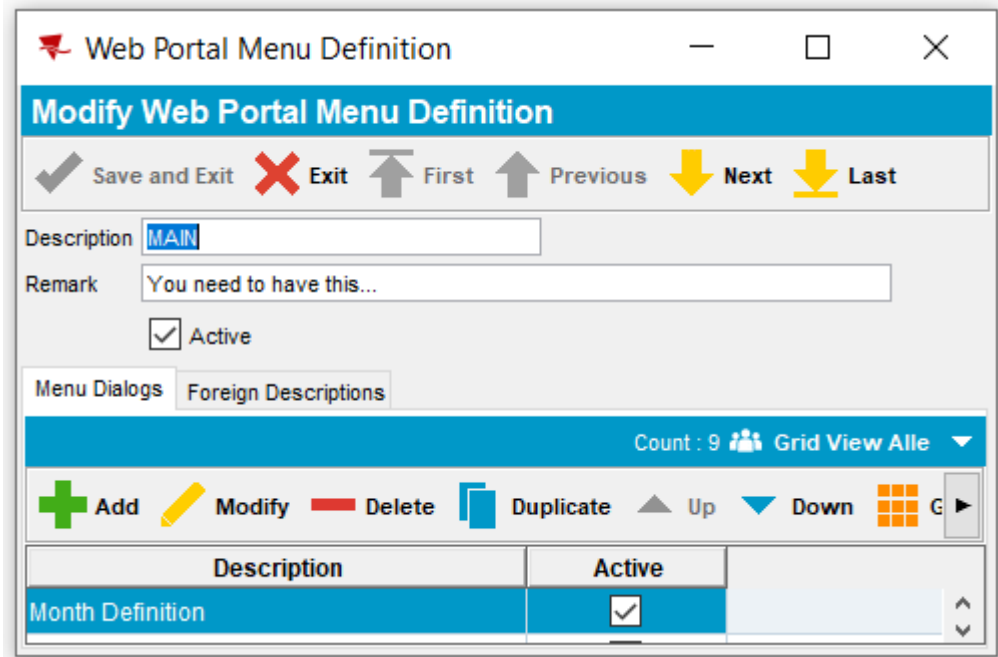 Web Portal Menu Definition
Modify Web Portal Menu Definition
Save and Exit Exit First Previous Next Last
Description MAIN
Remark You need to have this...
Active
Menu Dialogs Foreign Descriptions
Count : 9 Grid View Alle
Add Modify Delete Duplicate Up Down G
Description Active
Month Definition